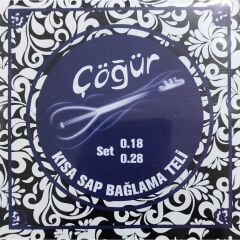 Çöğür
Set 0.18
0.28
KISA SAP BAĞLAMA TELİ